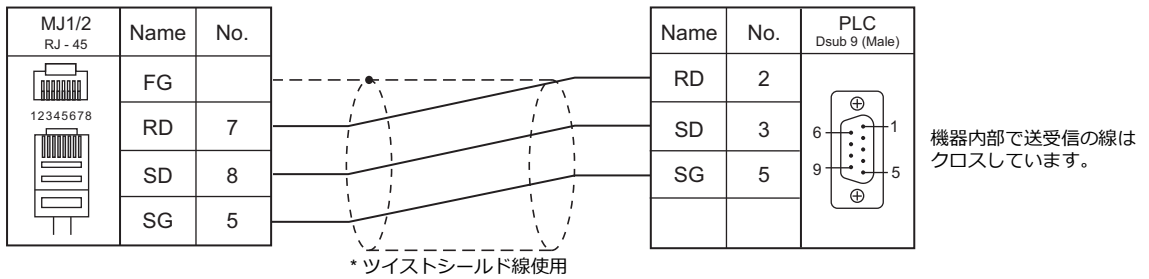 MJ1/2
RJ - 45
Name No.
FG
12345678
RD 7
SD 8
SG 5
* ツイストシールド線使用
Name No. PLC
Dsub 9 (Male)
RD 2
SD 3
SG 5
6 1
9 5
機器内部で送受信の線は
クロスしています。